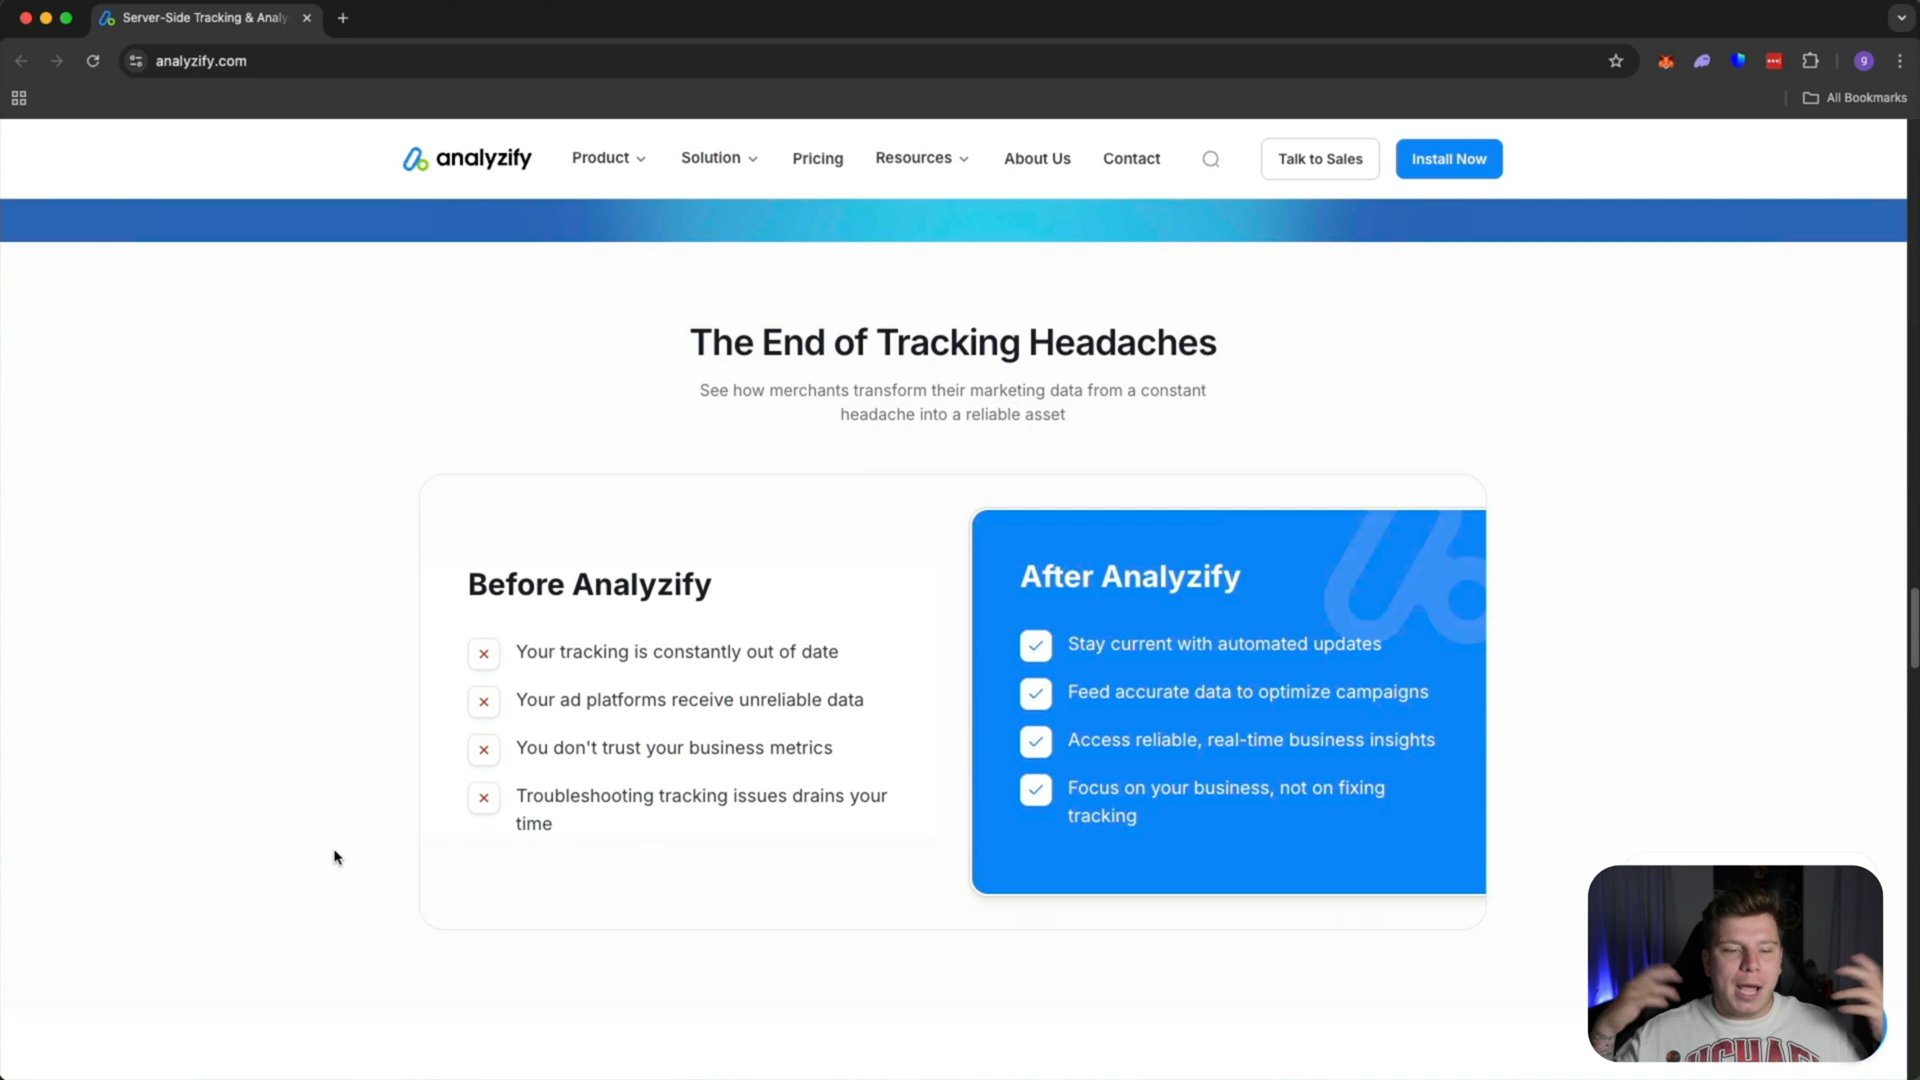 Server-Side Tracking & Analy
analyzify.com
All Bookmarks
analyzify
Product
Solution
Pricing
Resources
About Us
Contact
Talk to Sales
Install Now
The End of Tracking Headaches
See how merchants transform their marketing data from a constant
headache into a reliable asset
Before Analyzify
Your tracking is constantly out of date
Your ad platforms receive unreliable data
You don't trust your business metrics
Troubleshooting tracking issues drains your
time
After Analyzify
Stay current with automated updates
Feed accurate data to optimize campaigns
Access reliable, real-time business insights
Focus on your business, not on fixing
tracking
g